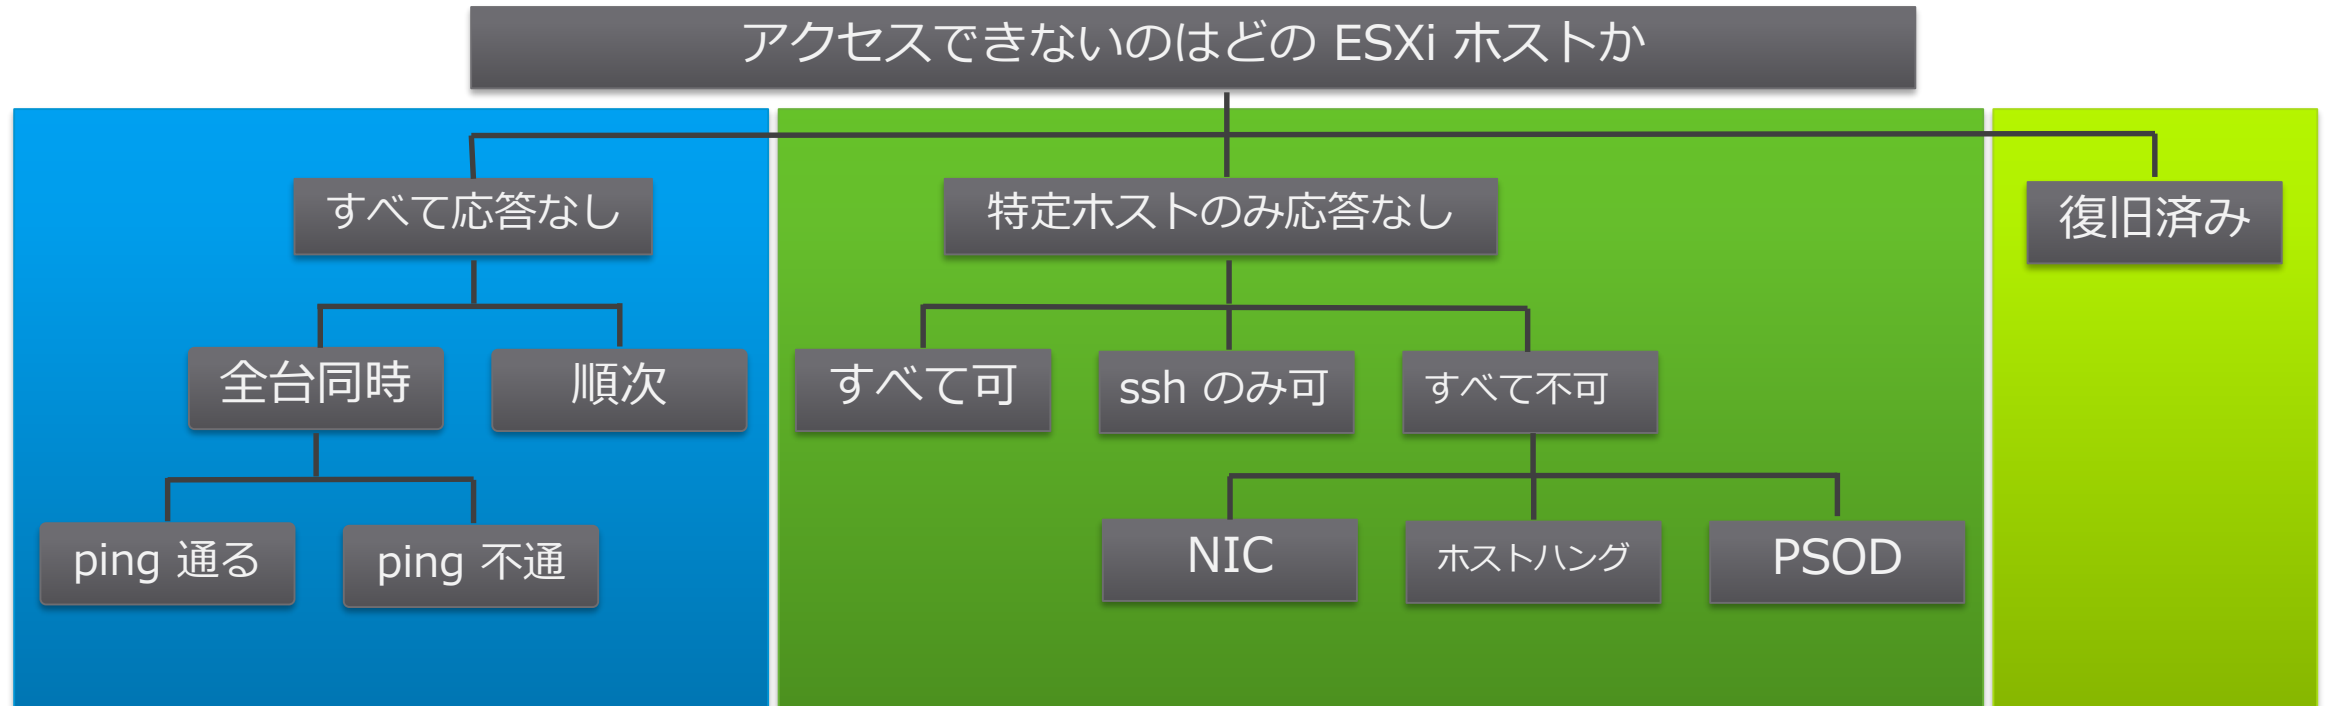 アクセスできないのはどの ESXi ホストか
すべて応答なし
特定ホストのみ応答なし
復旧済み
全台同時
順次
すべて可
ssh のみ可
すべて不可
ping 通る
ping 不通
NIC
ホストハング
PSOD